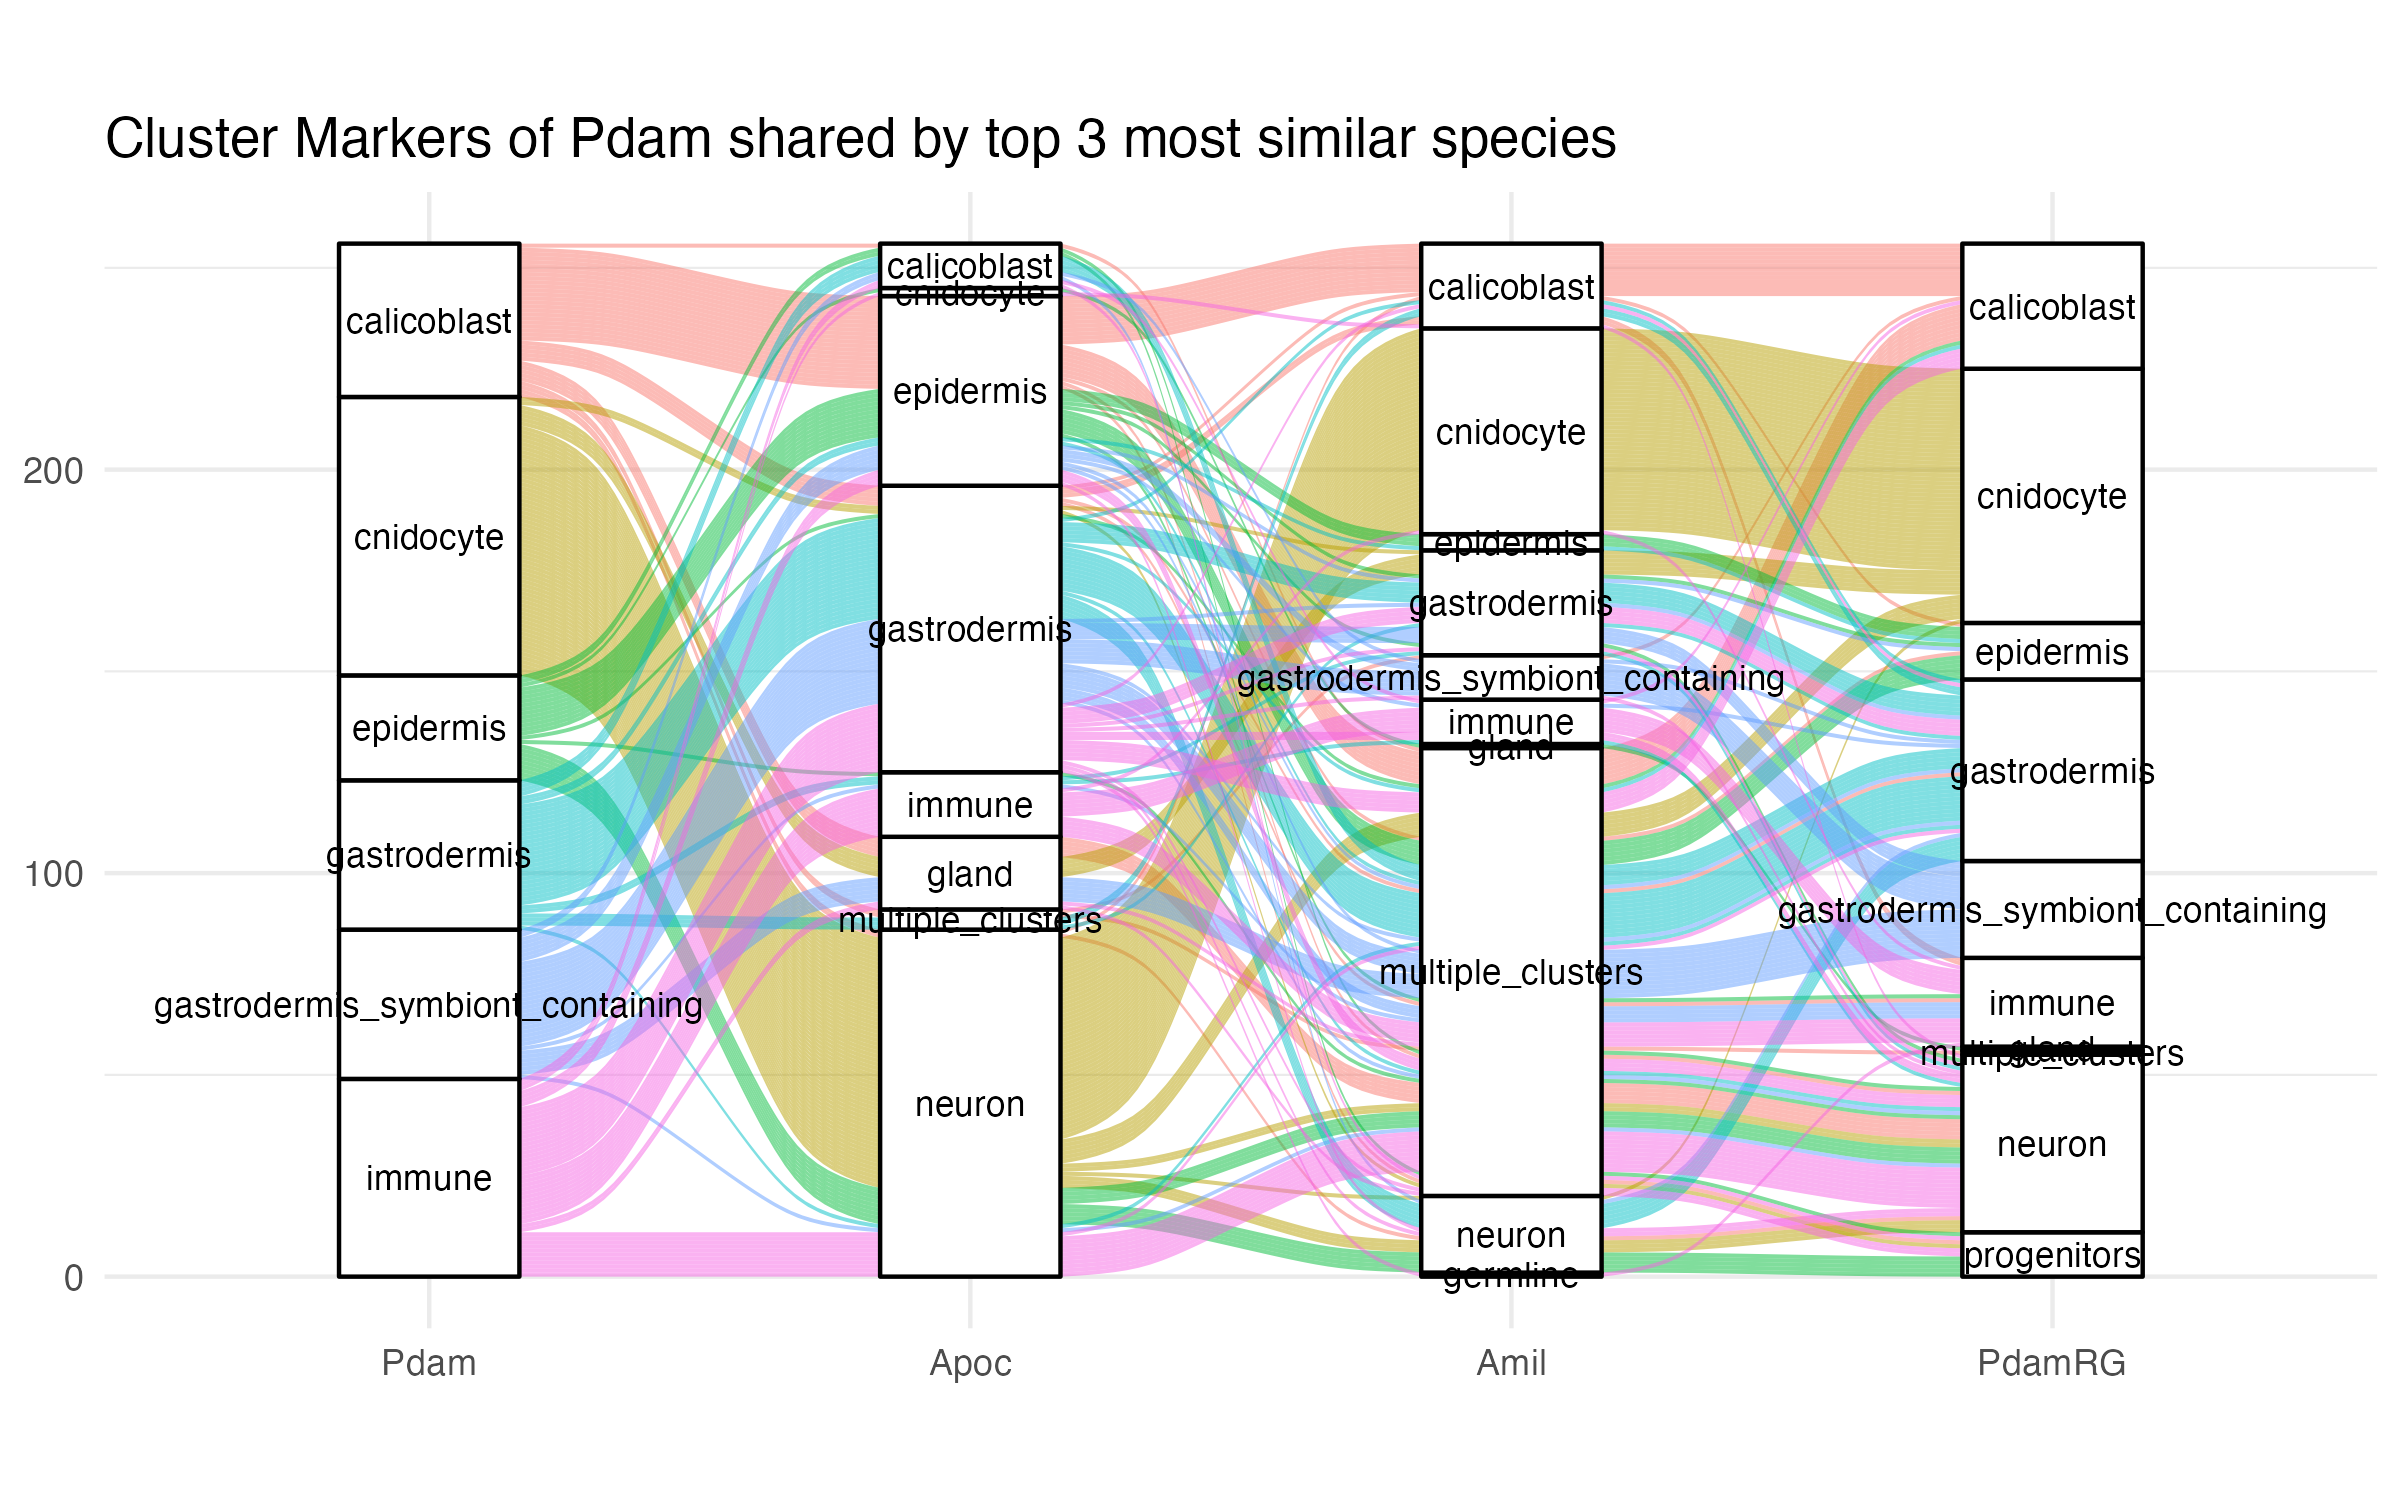 Cluster Markers of Pdam shared by top 3 most similar species
200
100
0
calicoblast
cnidocyte
epidermis
gastrodermis
gastrodermis_symbiont_containing
immune
calicoblast
cnidocyte
epidermis
gastrodermis
immune
gland
multiple_clusters
neuron
calicoblast
cnidocyte
epidermis
gastrodermis
gastrodermis_symbiont_containing
immune
gland
multiple_clusters
neuron
germline
calicoblast
cnidocyte
epidermis
gastrodermis
gastrodermis_symbiont_containing
immune
gland
multiple_clusters
neuron
progenitors
Pdam
Apoc
Amil
PdamRG